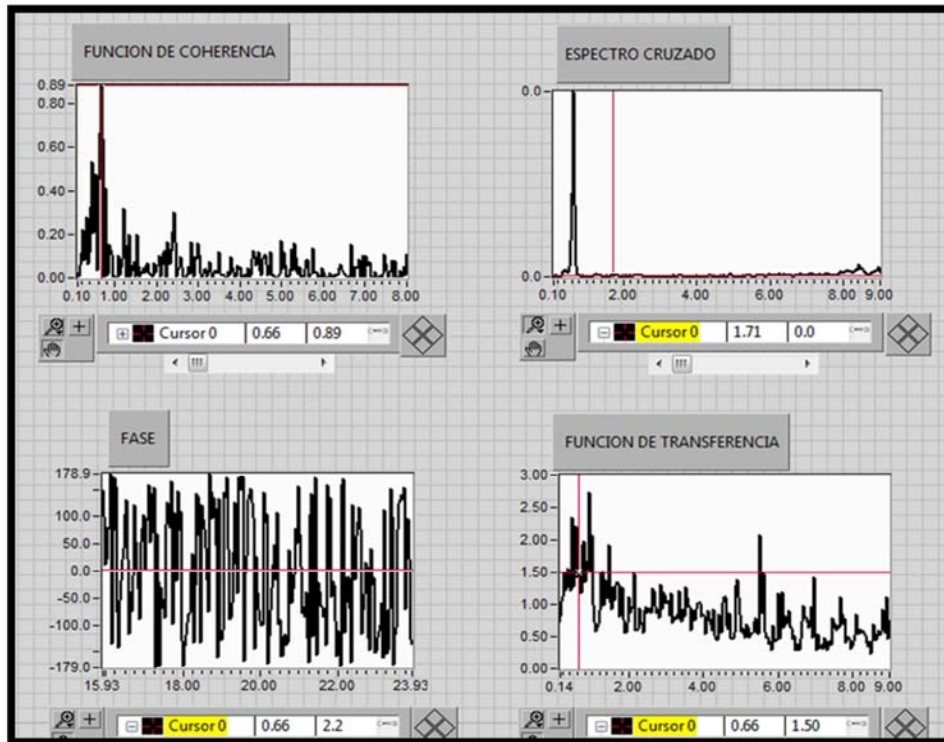 FUNCION DE COHERENCIA
0.89
0.80
0.60
0.40
0.20
0.00
0.10 1.00 2.00 3.00 4.00 5.00 6.00 7.00 8.00
Cursor 0 0.66 0.89
ESPECTRO CRUZADO
0.0
0.0
0.10 2.00 4.00 6.00 8.00 9.00
Cursor 0 1.71 0.0
FASE
178.9
100.0
50.0
0.0
-50.0
-100.0
-179.0
15.93 18.00 20.00 22.00 23.93
Cursor 0 0.66 2.2
FUNCION DE TRANSFERENCIA
3.00
2.50
2.00
1.50
1.00
0.50
0.00
0.14 2.00 4.00 6.00 8.00 9.00
Cursor 0 0.66 1.50